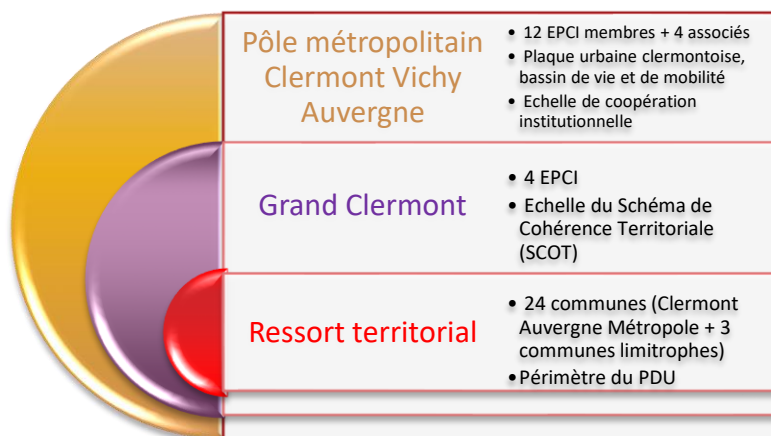 Pôle métropolitain
Clermont Vichy
Auvergne
• 12 EPCI membres + 4 associés
• Plaque urbaine clermontoise,
bassin de vie et de mobilité
• Echelle de coopération
institutionnelle
Grand Clermont
• 4 EPCI
• Echelle du Schéma de
Cohérence Territoriale
(SCOT)
Ressort territorial
• 24 communes (Clermont
Auvergne Métropole + 3
communes limitrophes)
•Périmètre du PDU